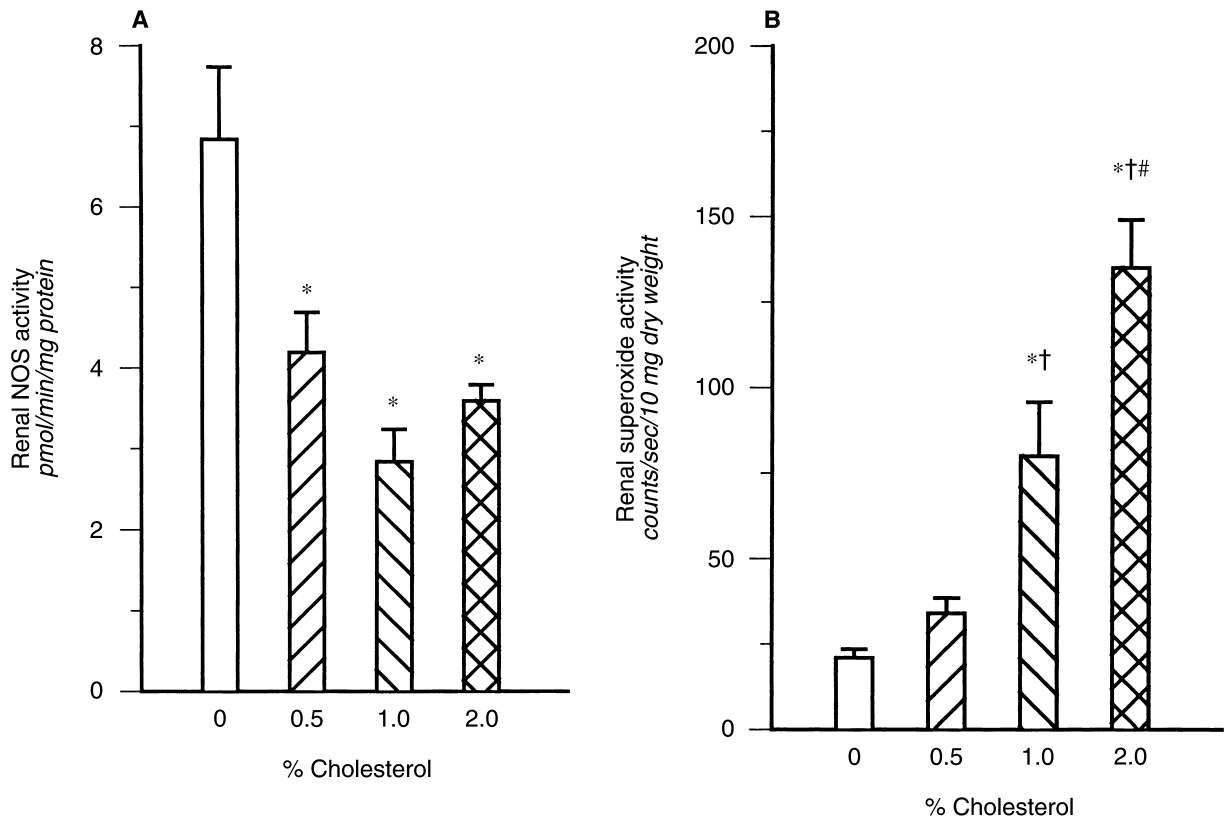 A
8
6
4
2
0
Renal NOS activity
pmol/min/mg protein
*
*
*
0 0.5 1.0 2.0
% Cholesterol
B
200
150
100
50
0
Renal superoxide activity
counts/sec/10 mg dry weight
*†
*†#
0 0.5 1.0 2.0
% Cholesterol